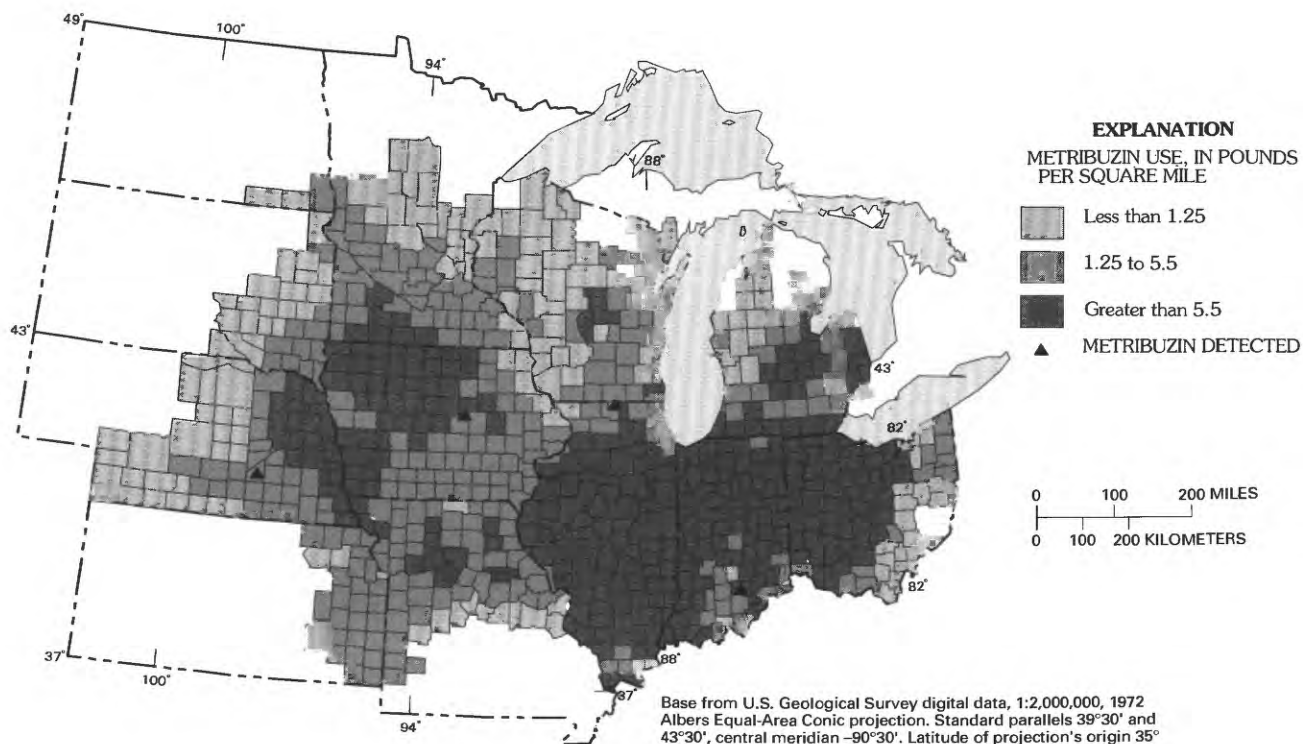 49°
100°
94°
88°
43°
43°
82°
82°
88°
37°
100°
94°
37°
EXPLANATION
METRIBUZIN USE, IN POUNDS
PER SQUARE MILE
Less than 1.25
1.25 to 5.5
Greater than 5.5
METRIBUZIN DETECTED
0 100 200 MILES
0 100 200 KILOMETERS
Base from U.S. Geological Survey digital data, 1:2,000,000, 1972
Albers Equal-Area Conic projection. Standard parallels 39°30' and
43°30', central meridian –90°30'. Latitude of projection's origin 35°